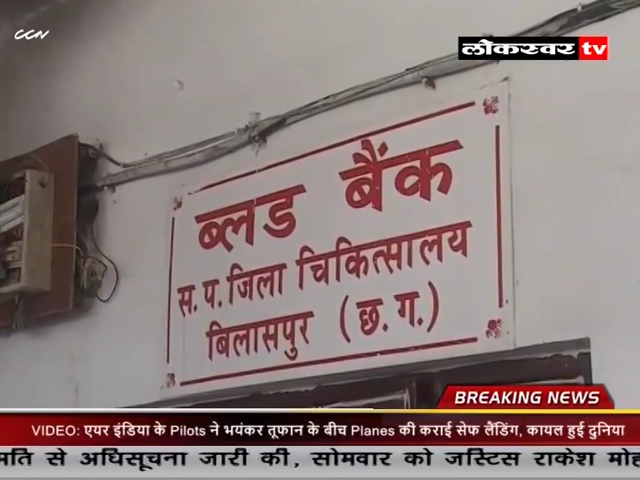 CCN
लोकस्वर tv
ब्लड बैंक
स. प. जिला चिकित्सालय
बिलासपुर (छ. ग.)
BREAKING NEWS
VIDEO: एयर इंडिया के Pilots ने भयंकर तूफान के बीच Planes की कराई सेफ लैंडिंग, कायल हुई दुनिया
मति से अधिसूचना जारी की, सोमवार को जस्टिस राकेश मोह